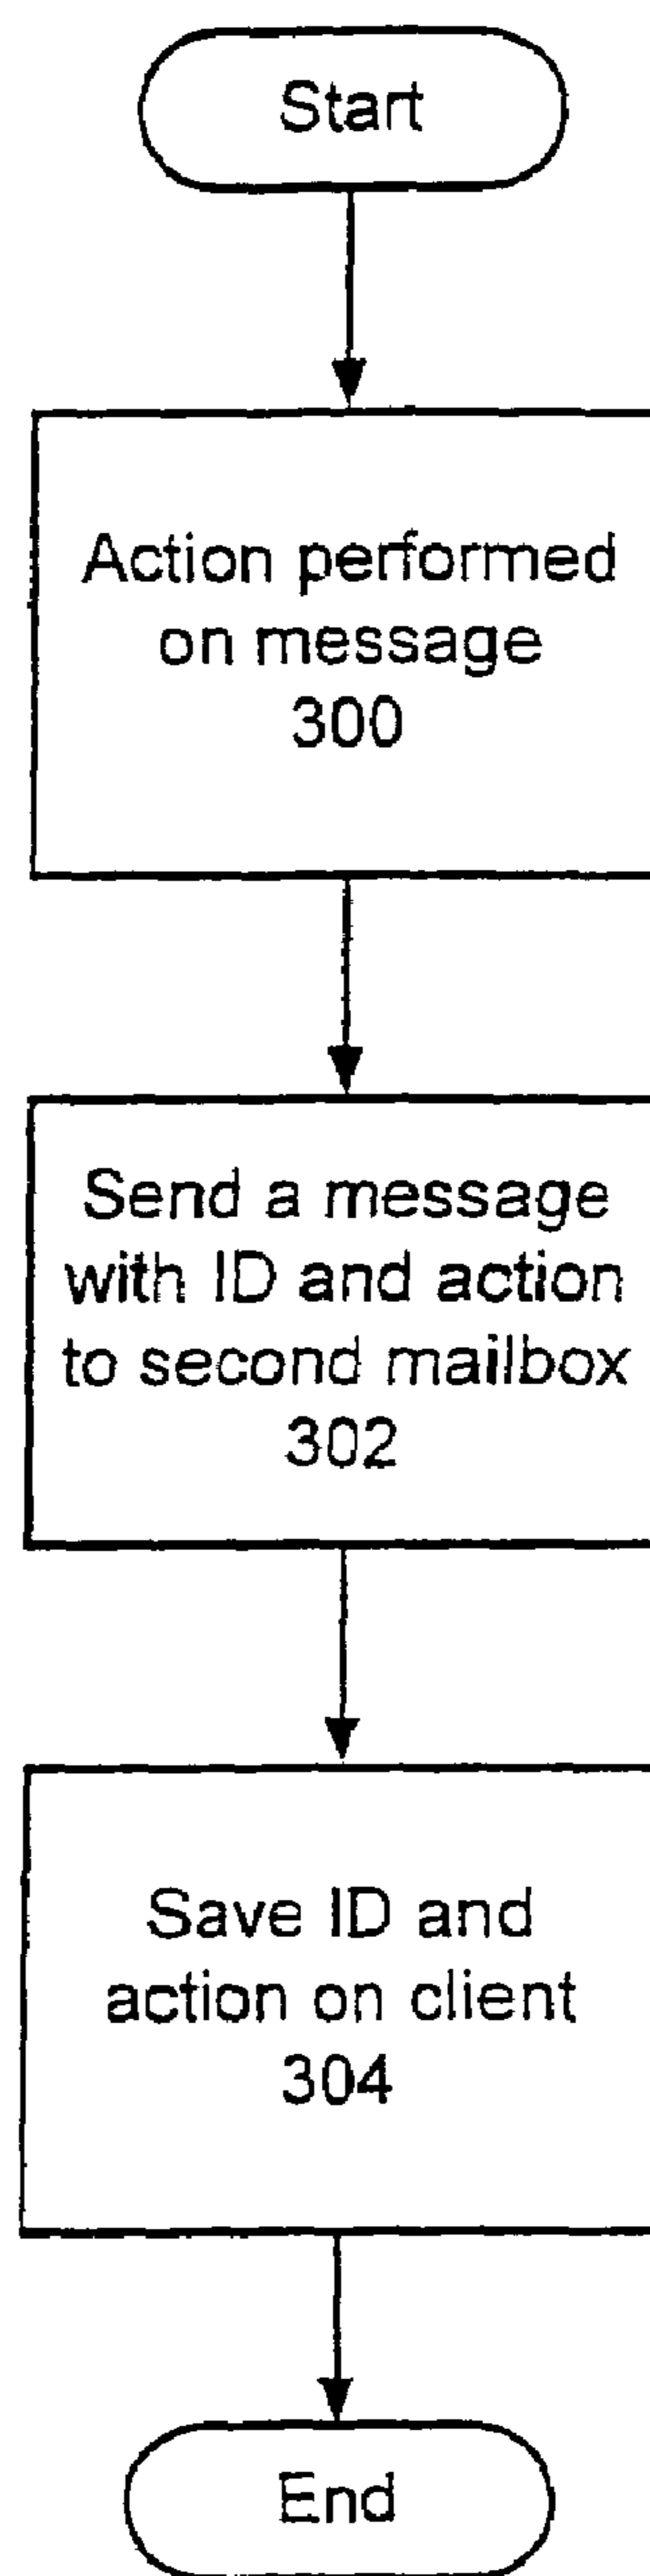 Start
Action performed
on message
300
Send a message
with ID and action
to second mailbox
302
Save ID and
action on client
304
End